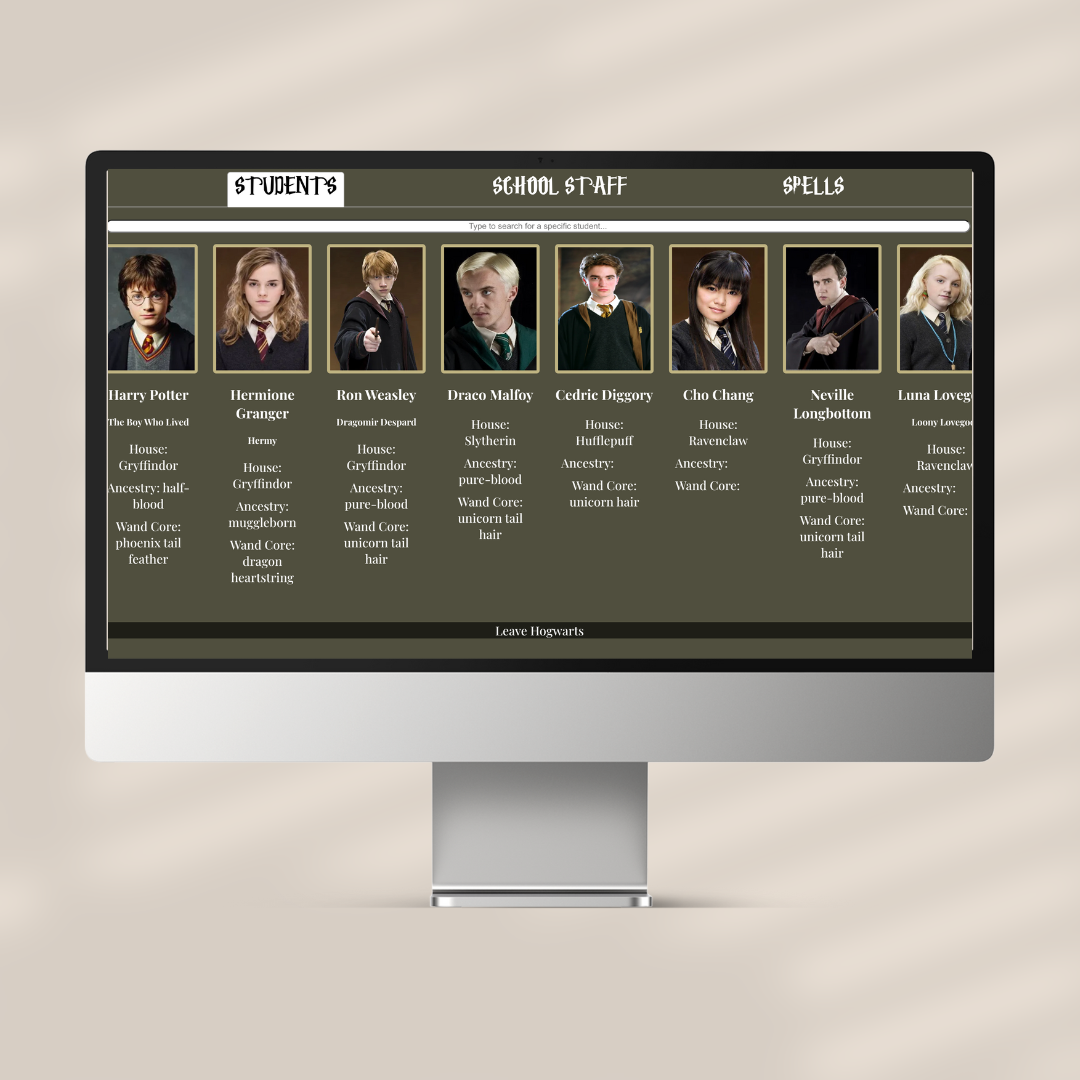 STUDENTS
SCHOOL STAFF
SPELLS
Type to search for a specific student...
Harry Potter
The Boy Who Lived
House:
Gryffindor
Ancestry: half-
blood
Wand Core:
phoenix tail
feather
Hermione
Granger
Hermy
House:
Gryffindor
Ancestry:
muggleborn
Wand Core:
dragon
heartstring
Ron Weasley
Dragomir Despard
House:
Gryffindor
Ancestry:
pure-blood
Wand Core:
unicorn tail
hair
Draco Malfoy
House:
Slytherin
Ancestry:
pure-blood
Wand Core:
unicorn tail
hair
Cedric Diggory
House:
Hufflepuff
Ancestry:
Wand Core:
unicorn hair
Cho Chang
House:
Ravenclaw
Ancestry:
Wand Core:
Neville
Longbottom
House:
Gryffindor
Ancestry:
pure-blood
Wand Core:
unicorn tail
hair
Luna Loveg
Loony Lovegoo
House:
Ravenclaw
Ancestry:
Wand Core:
Leave Hogwarts